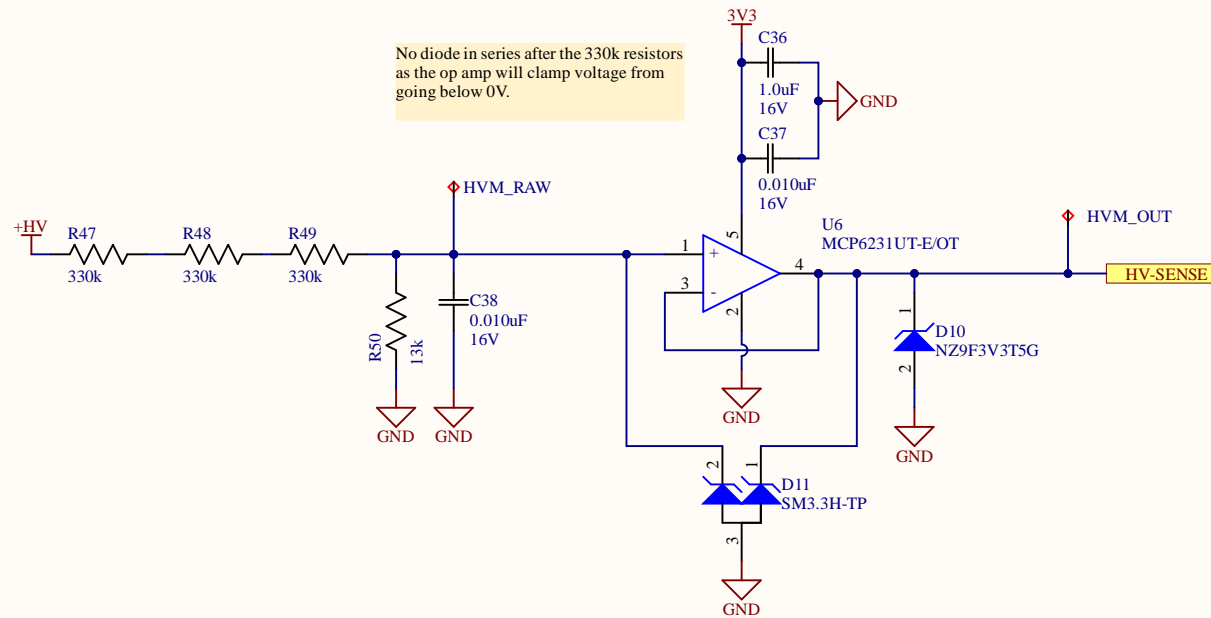 3V3
No diode in series after the 330k resistors
as the op amp will clamp voltage from
going below 0V.
C36
1.0uF
16V
GND
C37
0.010uF
16V
HVM_RAW
HVM_OUT
+HV
R47
330k
R48
330k
R49
330k
U6
MCP6231UT-E/OT
1
+
3
-
5
4
2
GND
HV-SENSE
R50
13k
GND
C38
0.010uF
16V
GND
1
D10
NZ9F3V3T5G
2
GND
2
1
D11
SM3.3H-TP
3
GND